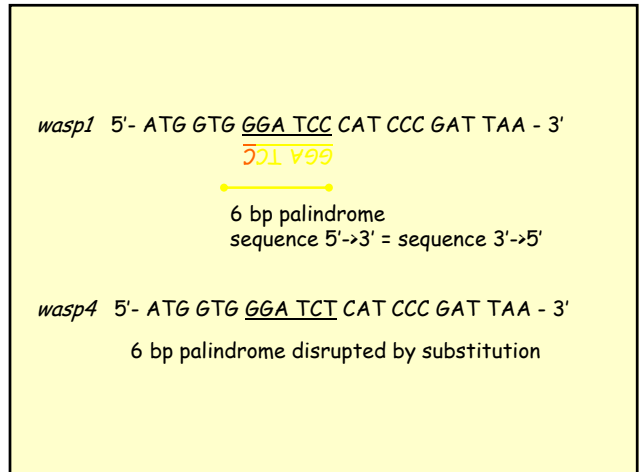 wasp1 5'- ATG GTG GGA TCC CAT CCC GAT TAA - 3'
GGA TCC
6 bp palindrome
sequence 5'->3' = sequence 3'->5'
wasp4 5'- ATG GTG GGA TCT CAT CCC GAT TAA - 3'
6 bp palindrome disrupted by substitution